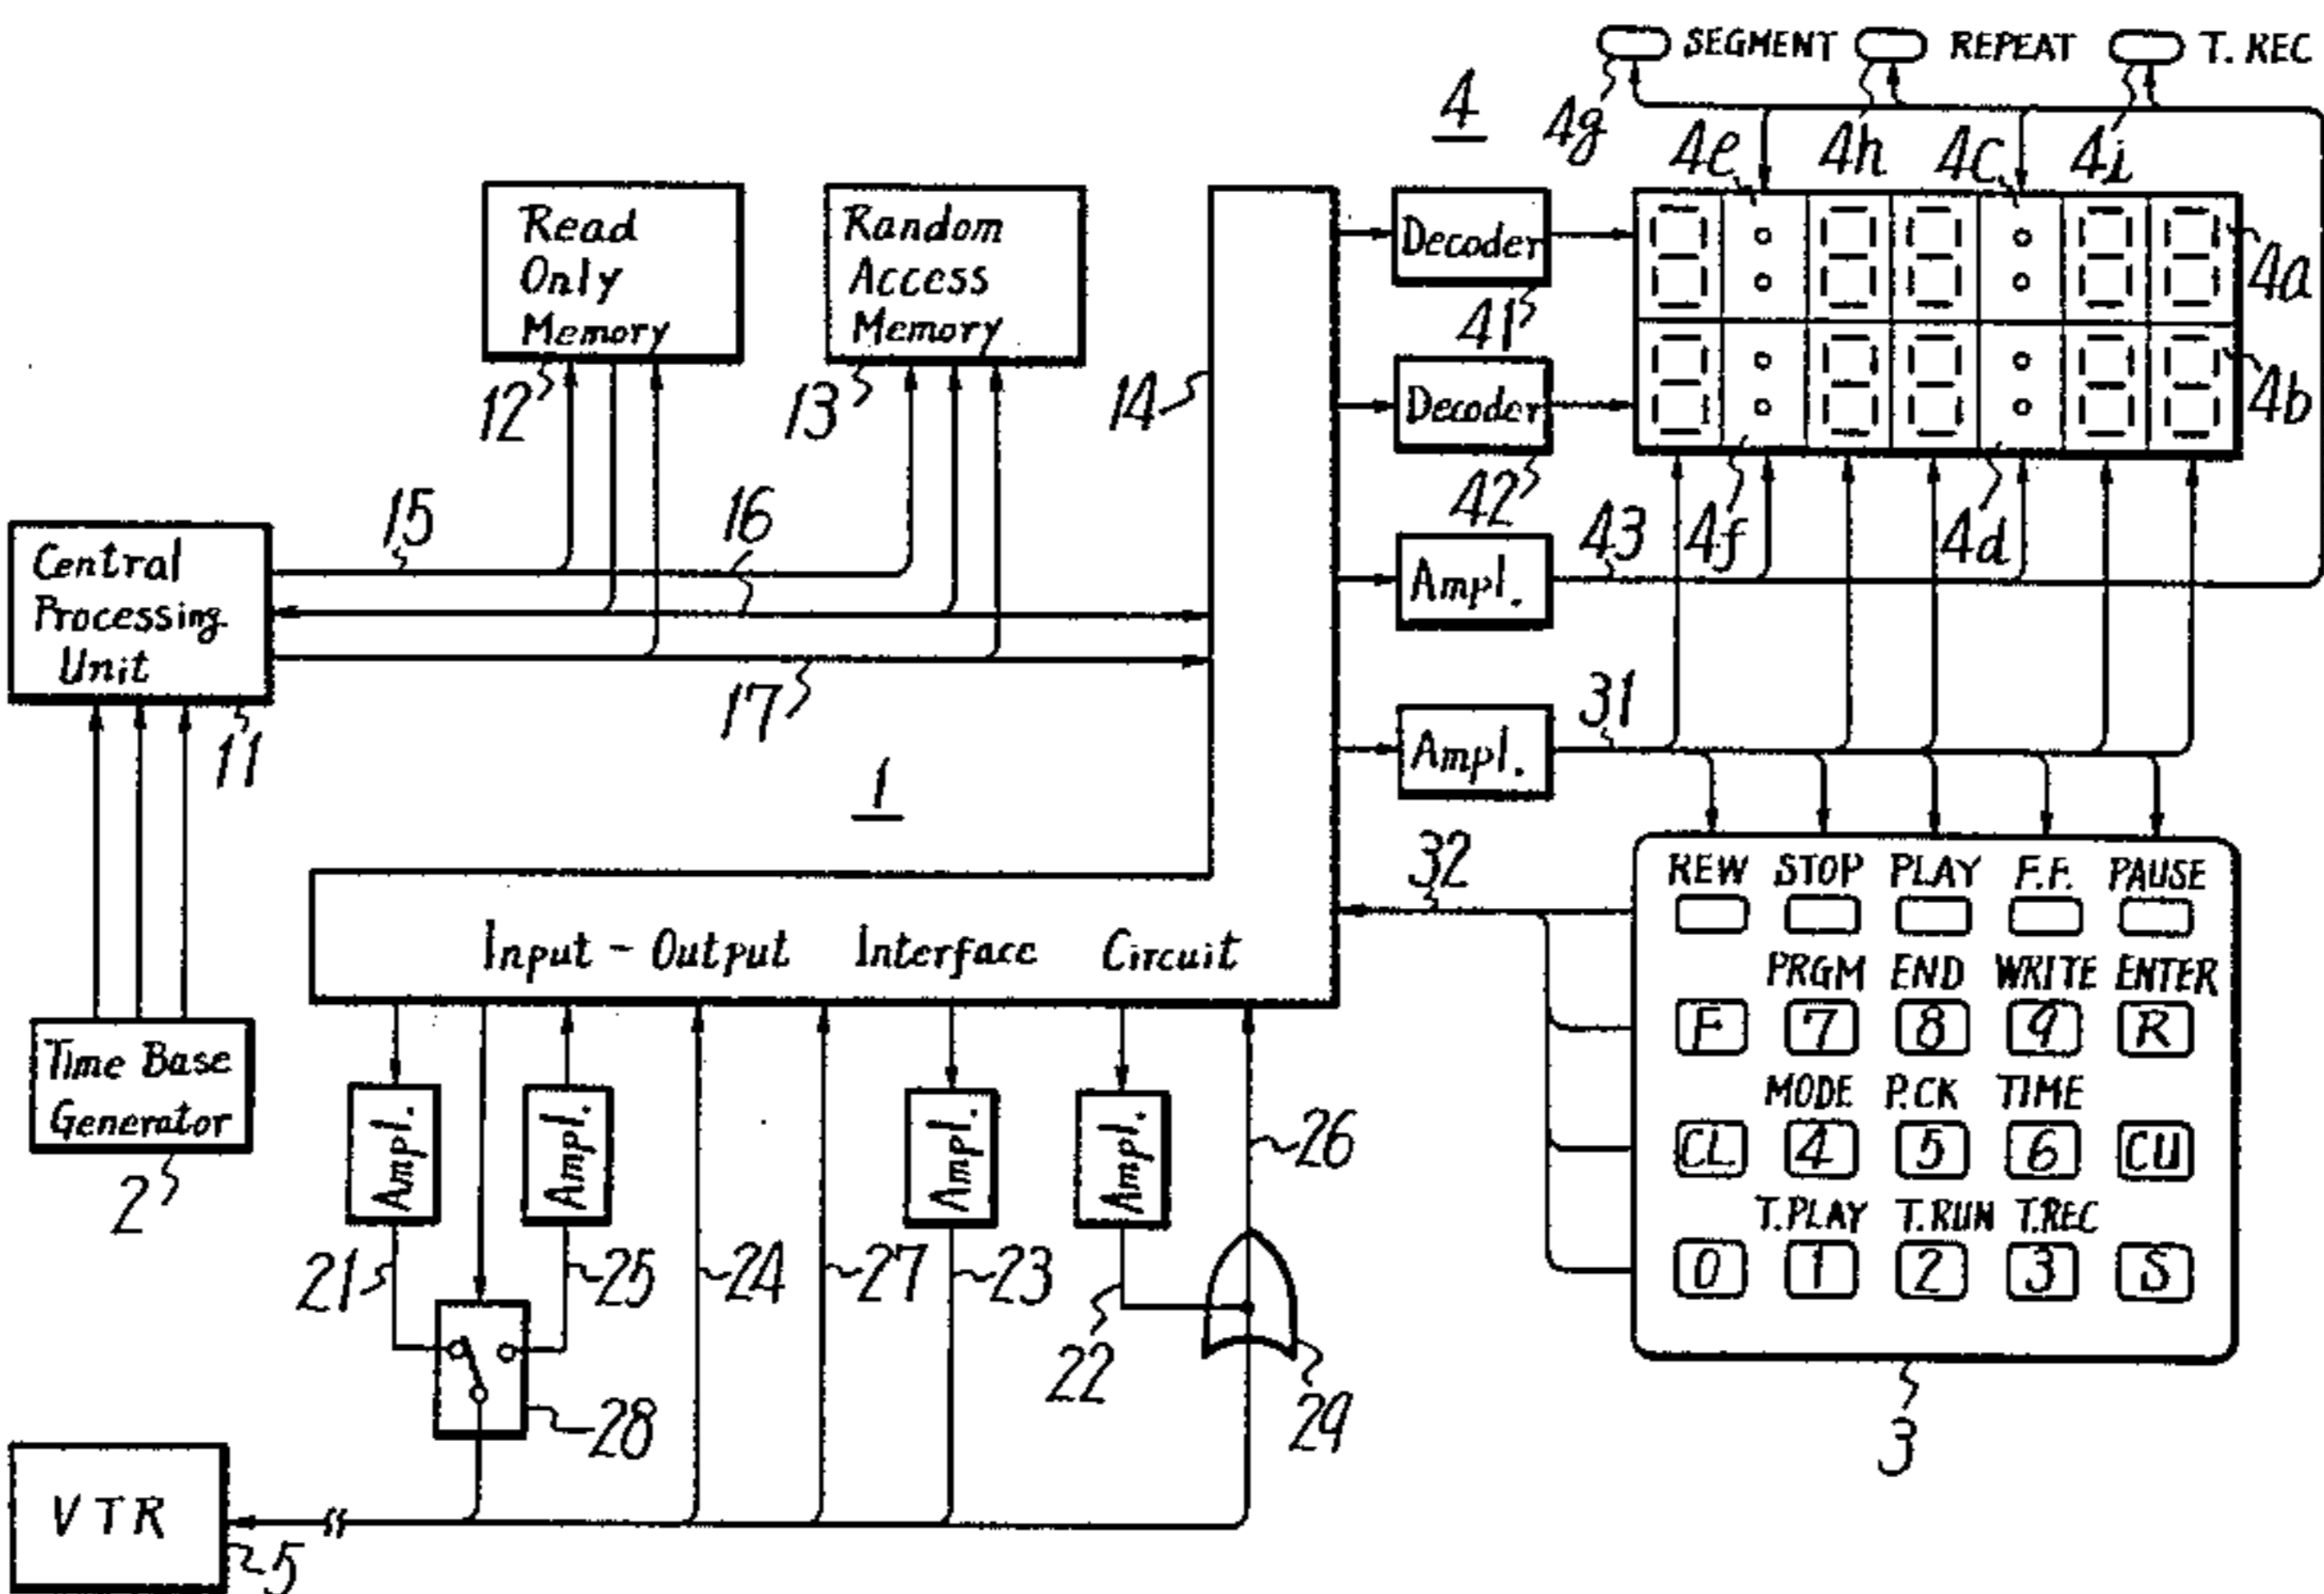 SEGMENT REPEAT T. REC
4
4g 4e 4h 4c 4i
Read
Only
Memory
12
Random
Access
Memory
13
14
Decoder
41
4a
Decoder
42
4b
4f 4d
15 16
Central
Processing
Unit
11
17
Ampl.
43
Ampl.
31
1
32
REW STOP PLAY F.F. PAUSE
PRGM END WRITE ENTER
F 7 8 9 R
MODE P.CK TIME
CL 4 5 6 CU
T.PLAY T.RUN T.REC
0 1 2 3 S
3
Input - Output Interface Circuit
Time Base
Generator
2
Ampl. Ampl. Ampl. Ampl.
26
21 25 24 27 23
22
28
29
VTR
5